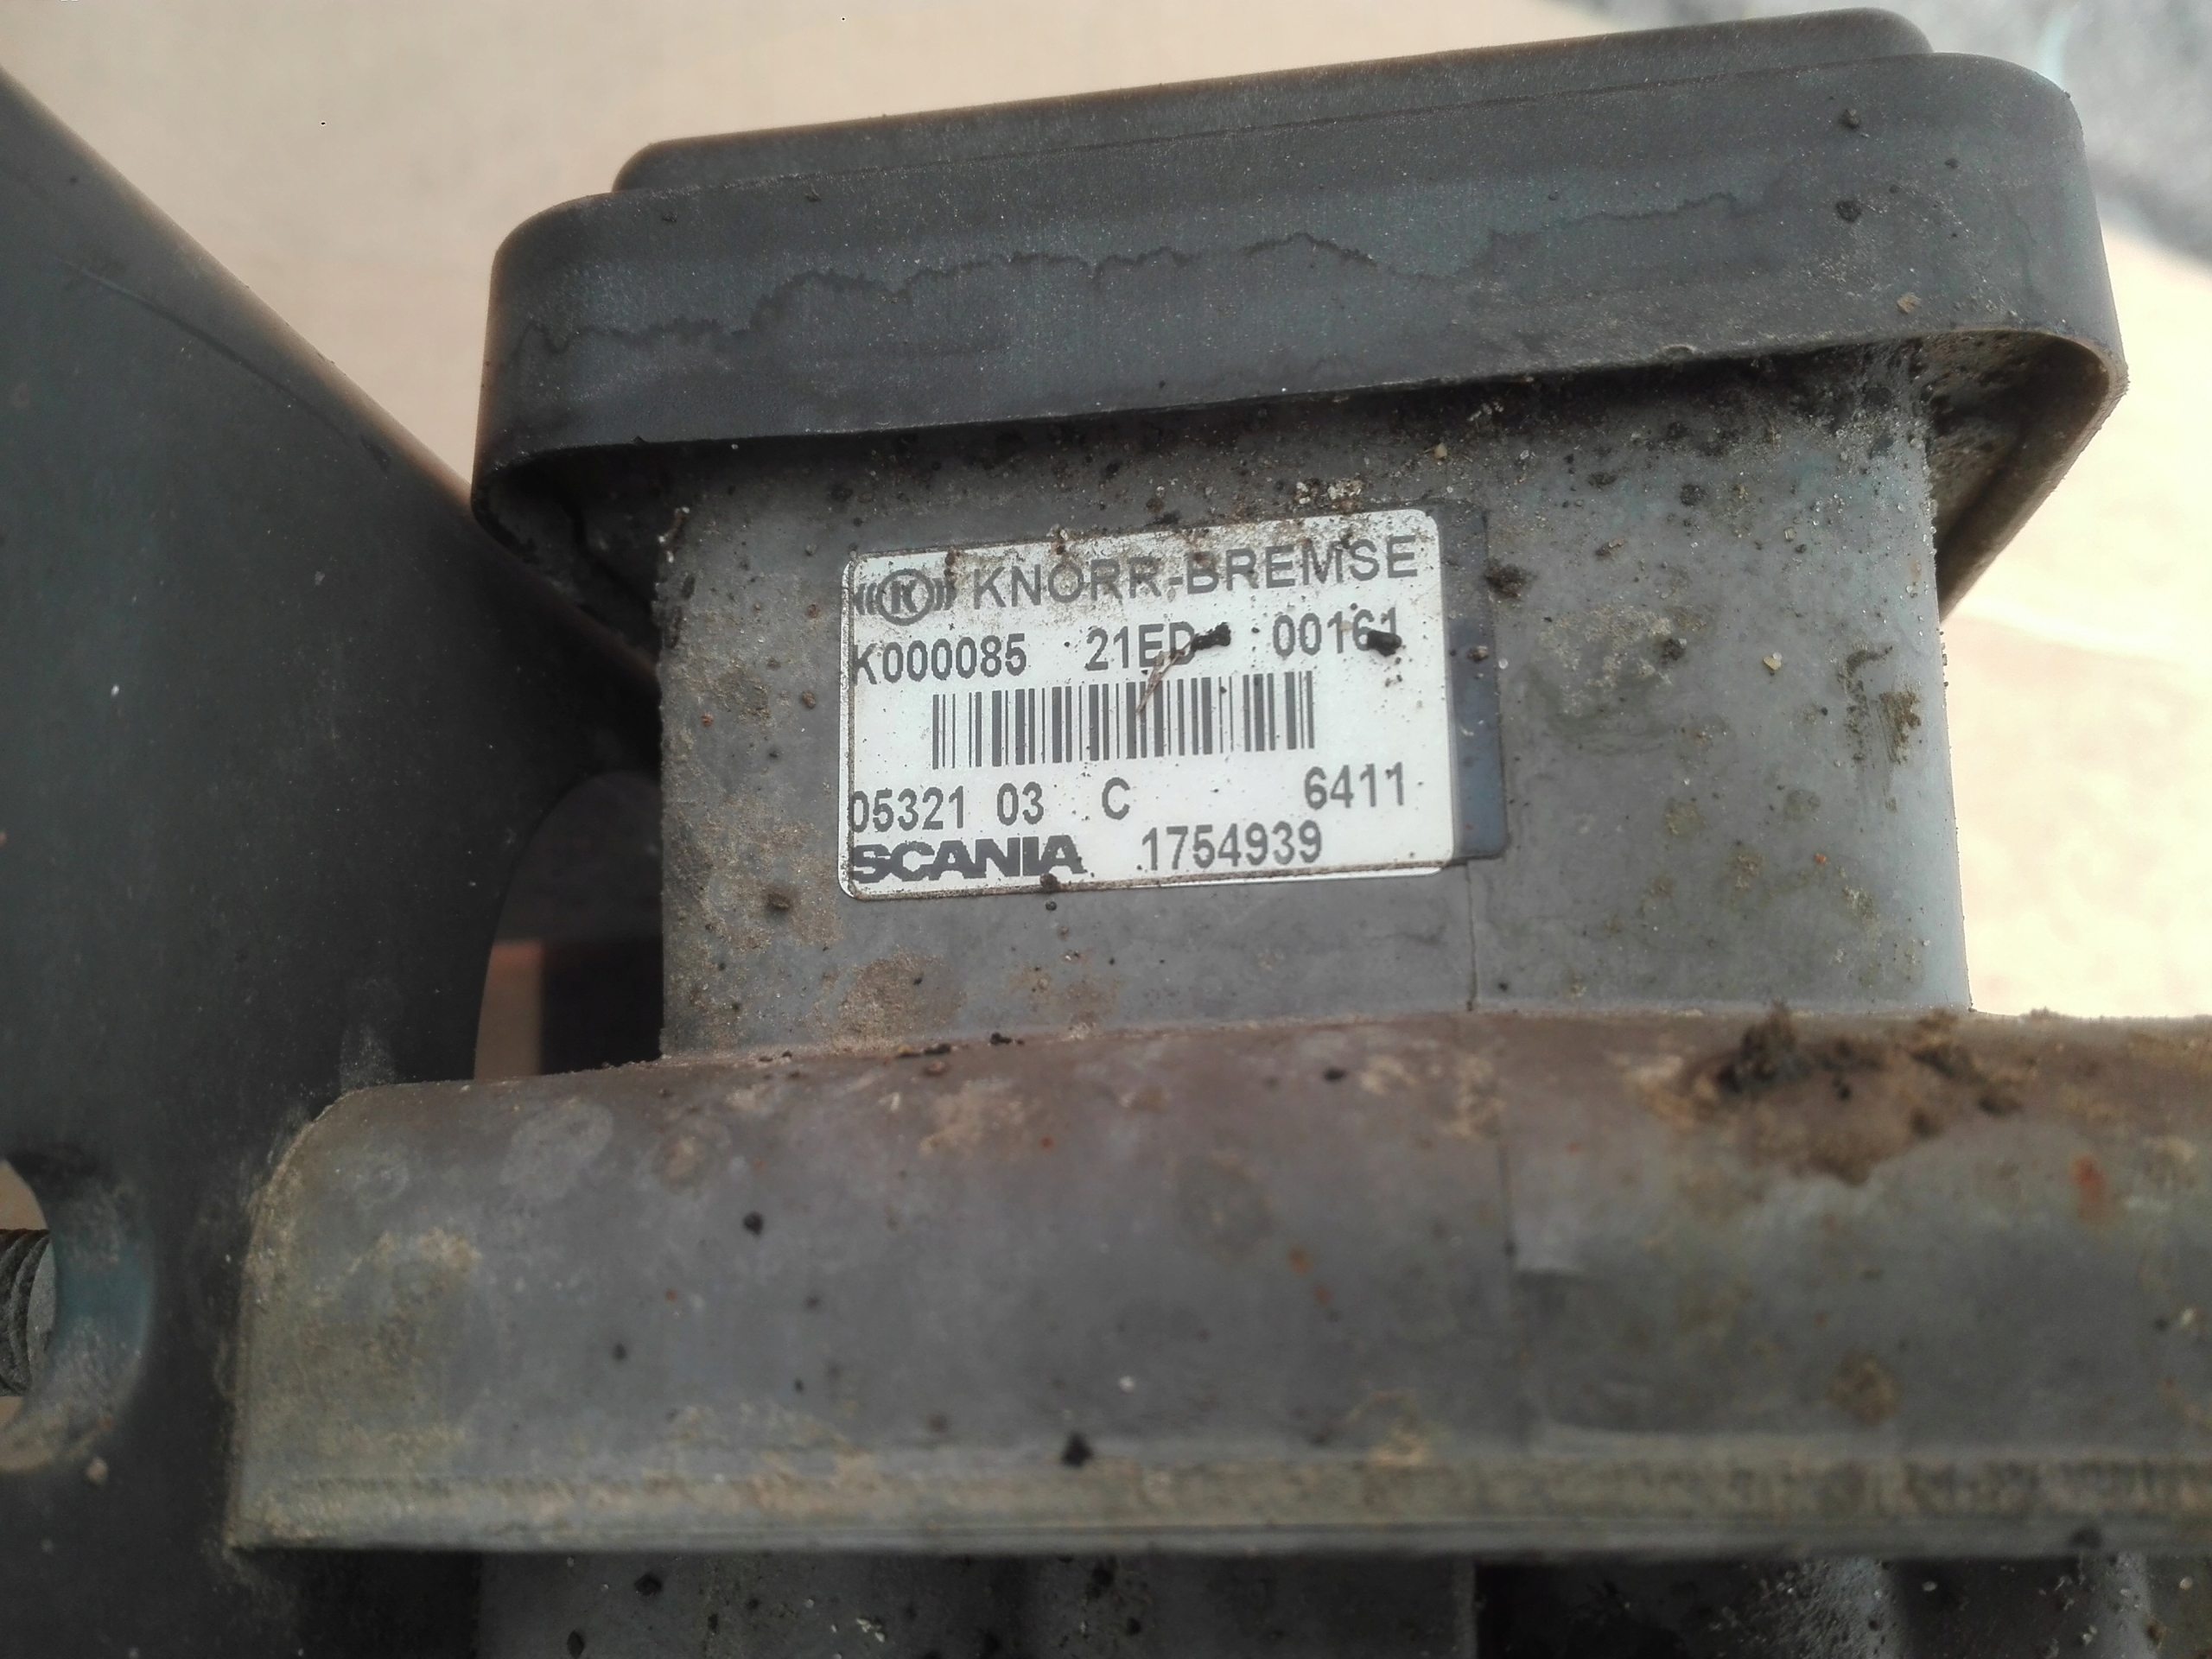 KNORR-BREMSE
K000085 21ED 00161
05321 03 C 6411
SCANIA 1754939